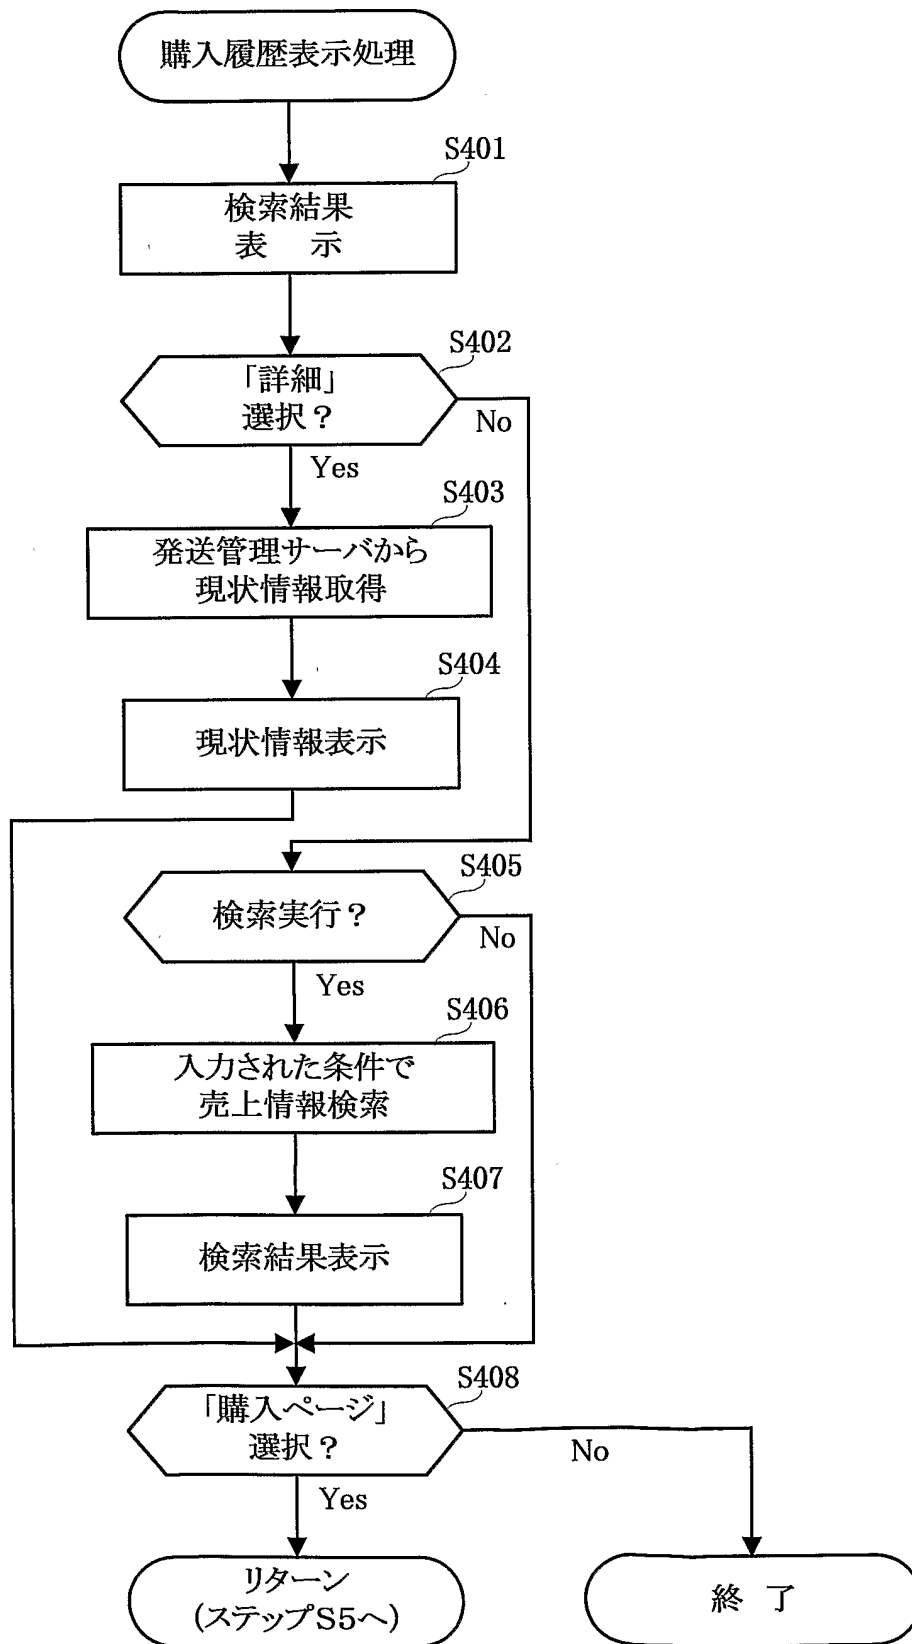 購入履歴表示処理
S401
検索結果
表 示
S402
「詳細」
選択?
No
Yes
S403
発送管理サーバから
現状情報取得
S404
現状情報表示
S405
検索実行?
No
Yes
S406
入力された条件で
売上情報検索
S407
検索結果表示
S408
「購入ページ」
選択?
No
Yes
リターン
(ステップS5へ)
終 了